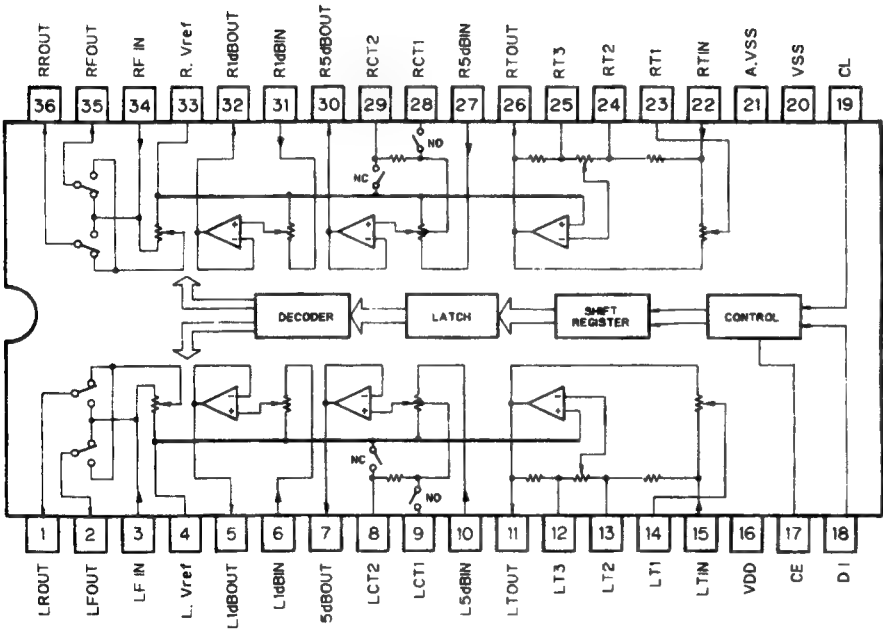 RROUT
RFOUT
RF IN
R. Vref
R1dBOUT
R1dBIN
R5dBOUT
RCT2
RCT1
R5dBIN
RTOUT
RT3
RT2
RT1
RTIN
A.VSS
VSS
CL
36
35
34
33
32
31
30
29
28
27
26
25
24
23
22
21
20
19
NO
NC
+
-
+
-
+
-
DECODER
LATCH
SHIFT
REGISTER
CONTROL
-
+
-
+
-
+
NC
NO
1
2
3
4
5
6
7
8
9
10
11
12
13
14
15
16
17
18
LROUT
LFOUT
LF IN
L. Vref
L1dBOUT
L1dBIN
5dBOUT
LCT2
LCT1
L5dBIN
LTOUT
LT3
LT2
LT1
LTIN
VDD
CE
DI